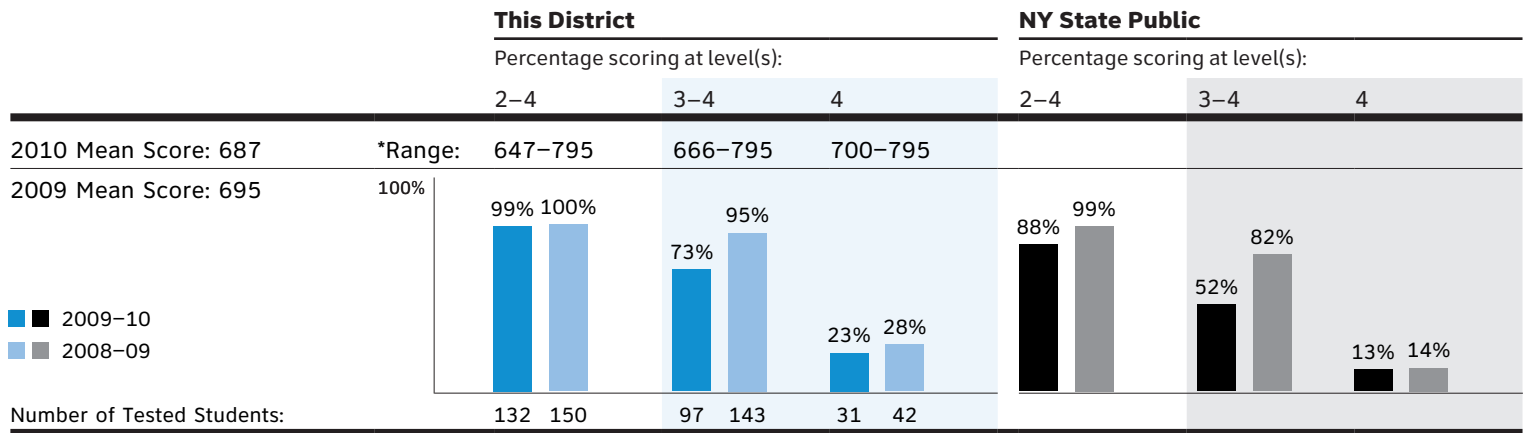 This District NY State Public
Percentage scoring at level(s): Percentage scoring at level(s):
2–4 3–4 4 2–4 3–4 4
2010 Mean Score: 687 *Range: 647–795 666–795 700–795
2009 Mean Score: 695 100%
99% 100% 73% 95% 23% 28% 88% 99% 52% 82% 13% 14%
2009–10
2008–09
Number of Tested Students: 132 150 97 143 31 42